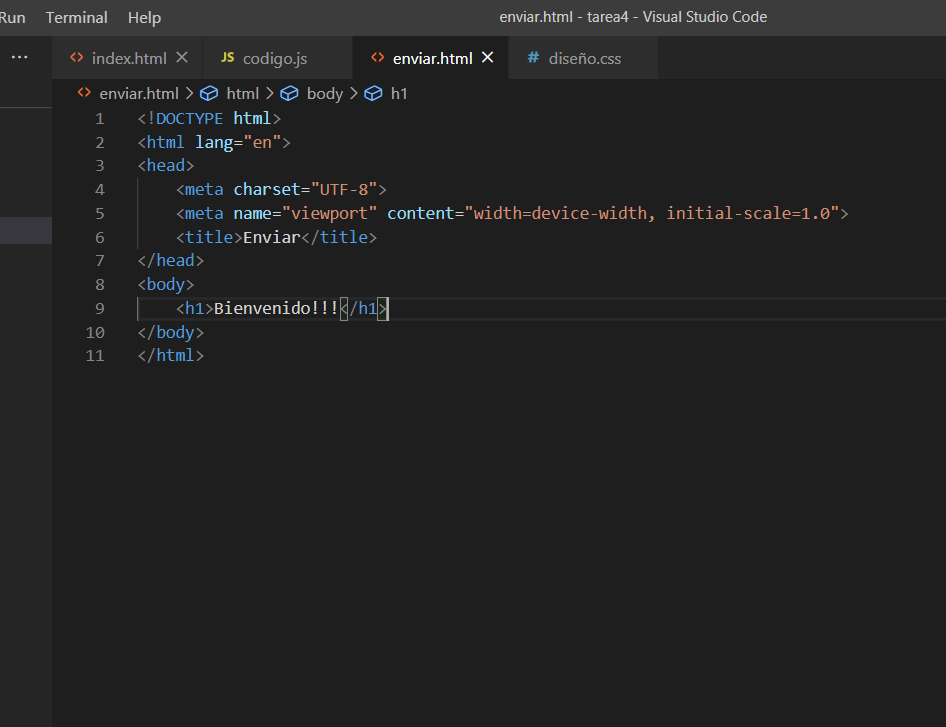 Run Terminal Help enviar.html - tarea4 - Visual Studio Code
··· <> index.html × JS codigo.js <> enviar.html × # diseño.css
<> enviar.html > html > body > h1
1 <!DOCTYPE html>
2 <html lang="en">
3 <head>
4 <meta charset="UTF-8">
5 <meta name="viewport" content="width=device-width, initial-scale=1.0">
6 <title>Enviar</title>
7 </head>
8 <body>
9 <h1>Bienvenido!!!</h1>
10 </body>
11 </html>